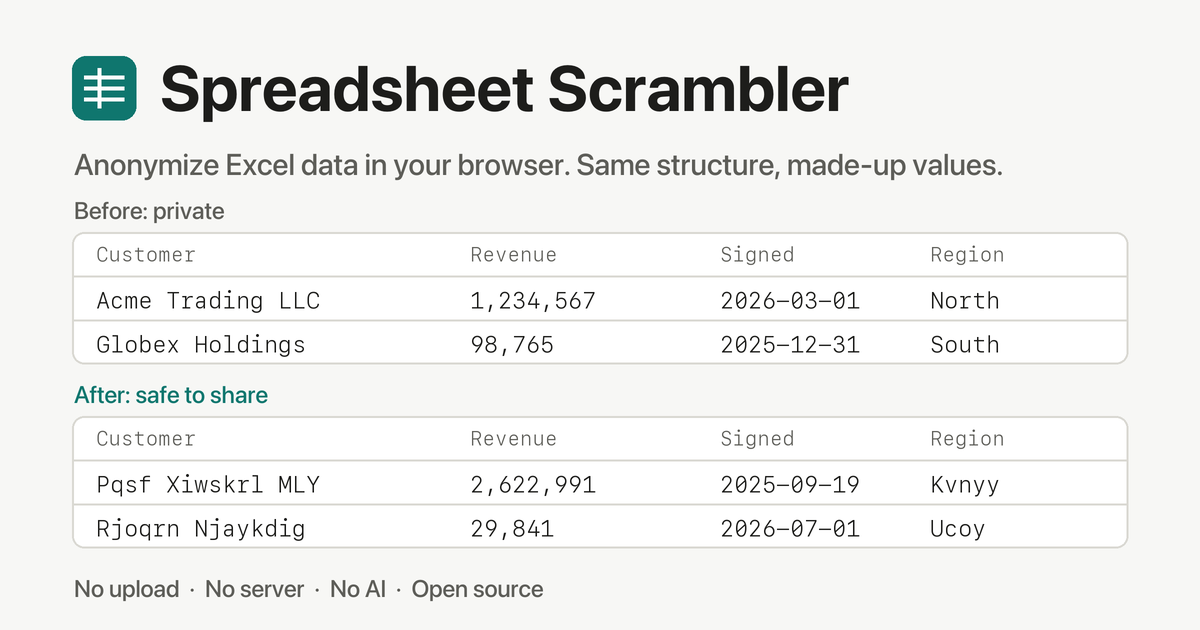 Spreadsheet Scrambler
Anonymize Excel data in your browser. Same structure, made-up values.
Before: private
Customer Revenue Signed Region
Acme Trading LLC 1,234,567 2026-03-01 North
Globex Holdings 98,765 2025-12-31 South
After: safe to share
Customer Revenue Signed Region
Pqsf Xiwskrl MLY 2,622,991 2025-09-19 Kvnyy
Rjoqrn Njaykdig 29,841 2026-07-01 Ucoy
No upload · No server · No AI · Open source